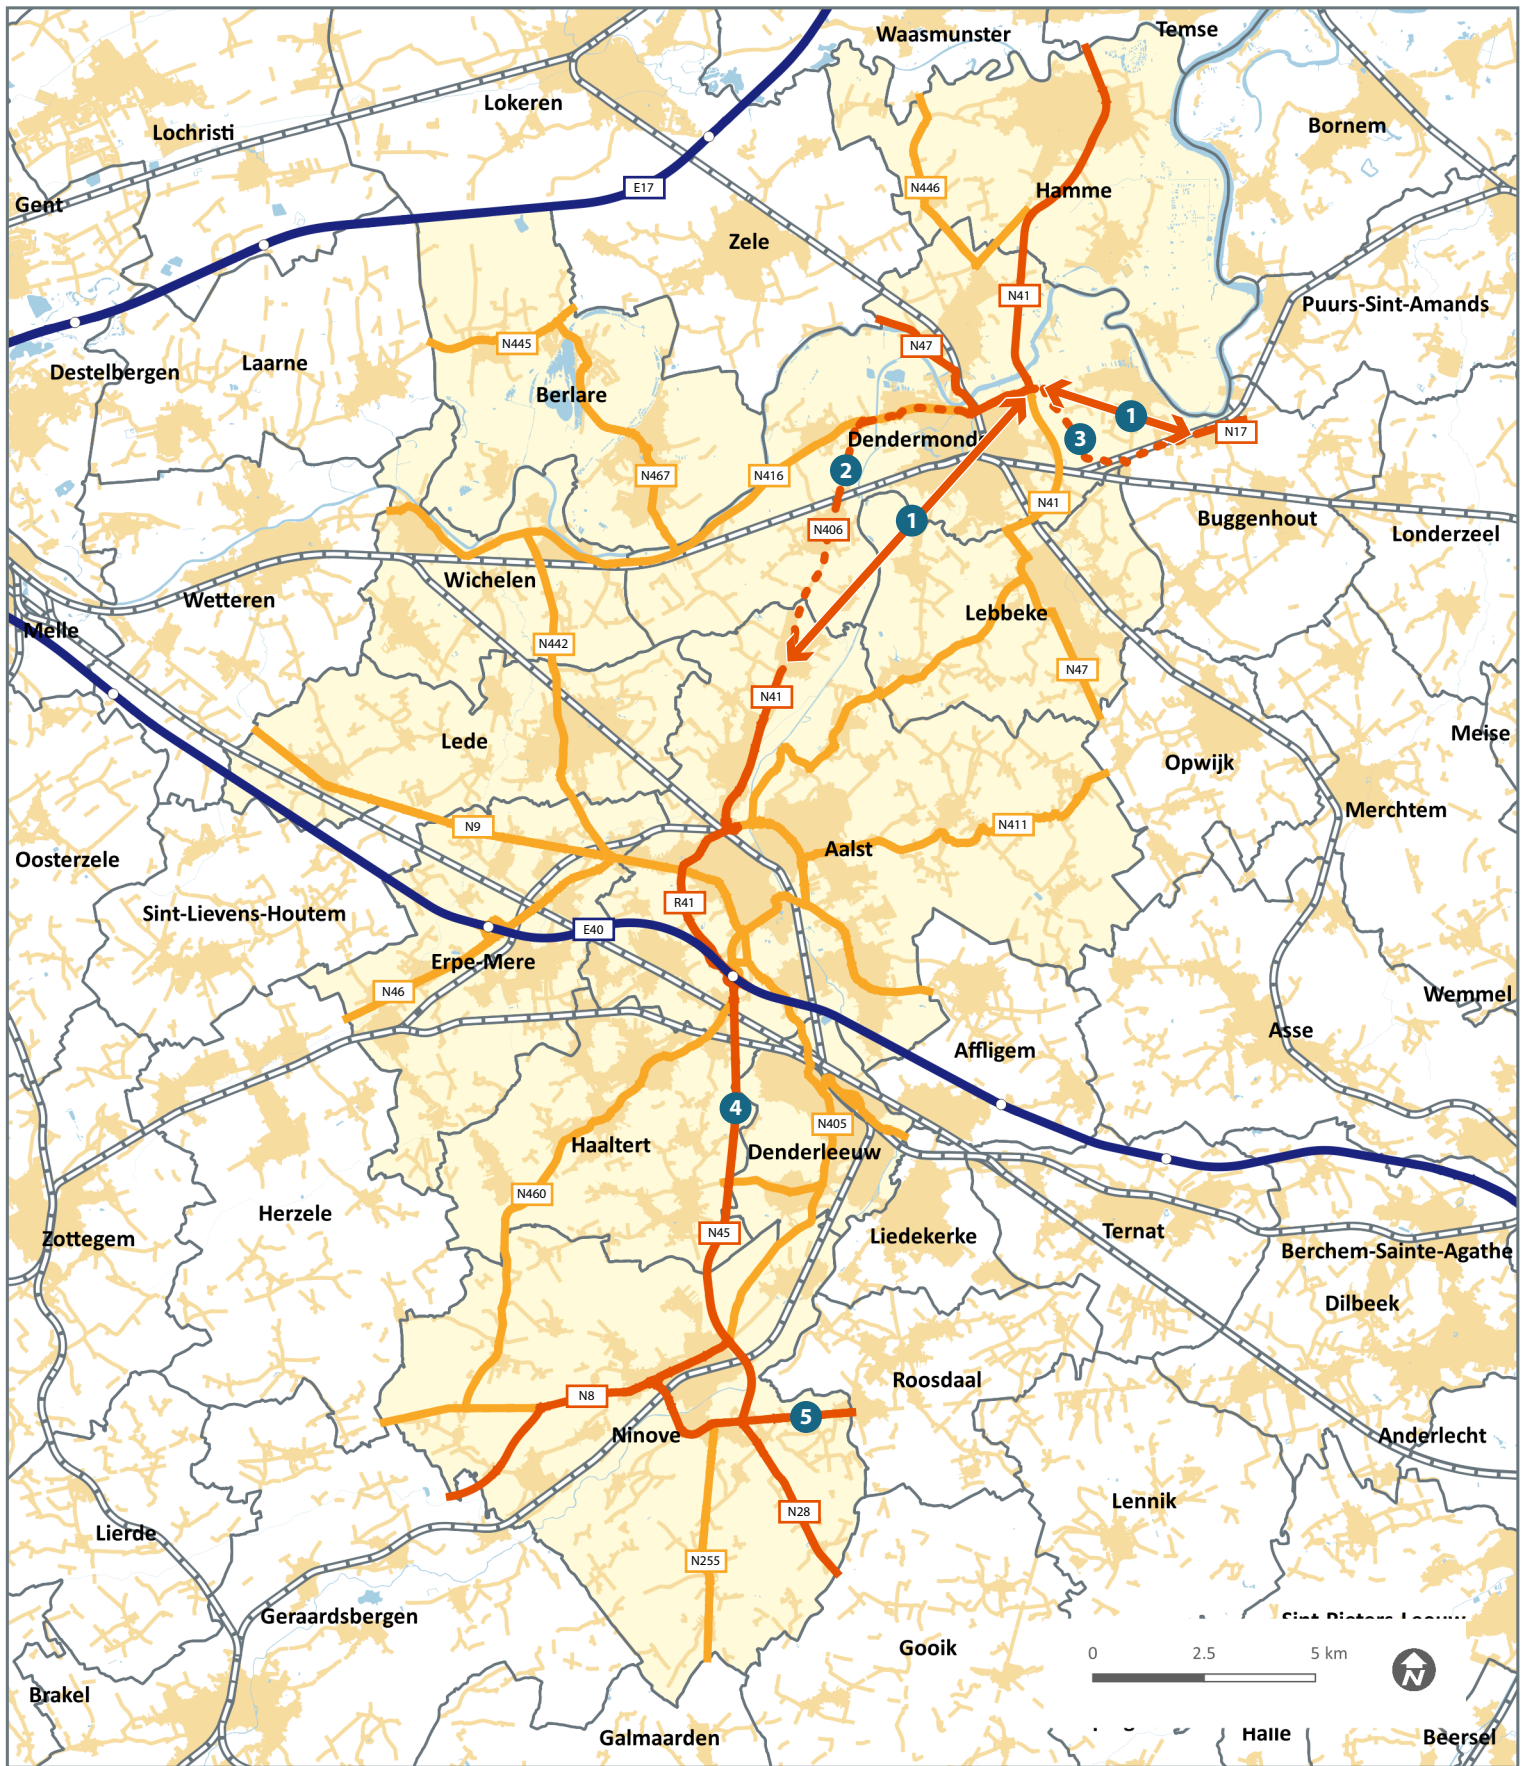 Waasmunster
Temse
Lokeren
Lochristi
Bornem
E17
N446
Hamme
Gent
Zele
N41
Puurs-Sint-Amands
N445
N47
Destelbergen
Laarne
Berlare
1
N17
3
Dendermond
2
N467
N416
N41
1
Buggenhout
N406
Londerzeel
Wichelen
Wetteren
Lebbeke
Melle
N442
N47
N41
Meise
Lede
Opwijk
Merchtem
N9
N411
Aalst
Oosterzele
R41
Sint-Lievens-Houtem
E40
Erpe-Mere
N46
Wemmel
Asse
Affligem
4
N405
Haaltert
Denderleeuw
N460
Herzele
N45
Ternat
Liedekerke
Zottegem
Berchem-Sainte-Agathe
Dilbeek
Roosdaal
N8
5
Ninove
Anderlecht
Lennik
N28
Lierde
N255
Geraardsbergen
Gooik
0 2.5 5 km
N
Brakel
Galmaarden
Halle
Beersel